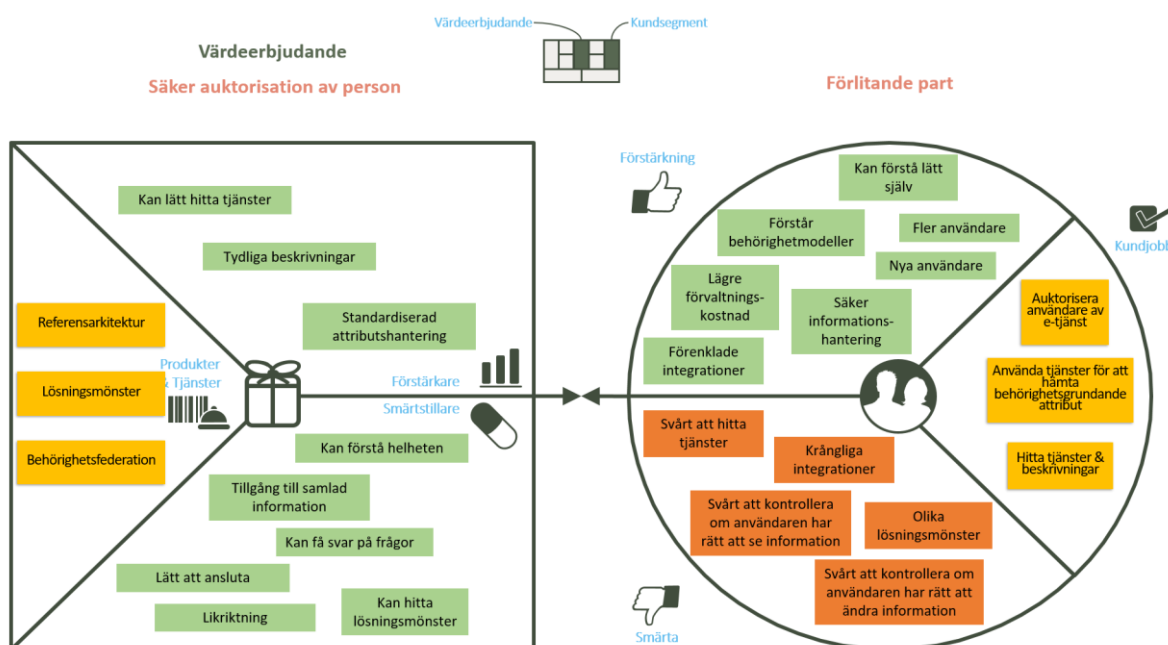 Värdeerbjudande
Kundsegment
Värdeerbjudande
Säker auktorisation av person
Förlitande part
Kan lätt hitta tjänster
Tydliga beskrivningar
Standardiserad
attributshantering
Referensarkitektur
Lösningsmönster
Behörighetsfederation
Produkter
& Tjänster
Förstärkare
Smärtstillare
Kan förstå helheten
Tillgång till samlad
information
Kan få svar på frågor
Lätt att ansluta
Likriktning
Kan hitta
lösningsmönster
Förstärkning
Kan förstå lätt
själv
Förstår
behörighetmodeller
Fler användare
Nya användare
Lägre
förvaltnings-
kostnad
Säker
informations-
hantering
Förenklade
integrationer
Svårt att hitta
tjänster
Krångliga
integrationer
Svårt att kontrollera
om användaren har
rätt att se information
Olika
lösningsmönster
Svårt att kontrollera om
användaren har rätt att
ändra information
Smärta
Kundjobb
Auktorisera
användare av
e-tjänst
Använda tjänster för att
hämta
behörighetsgrundande
attribut
Hitta tjänster &
beskrivningar